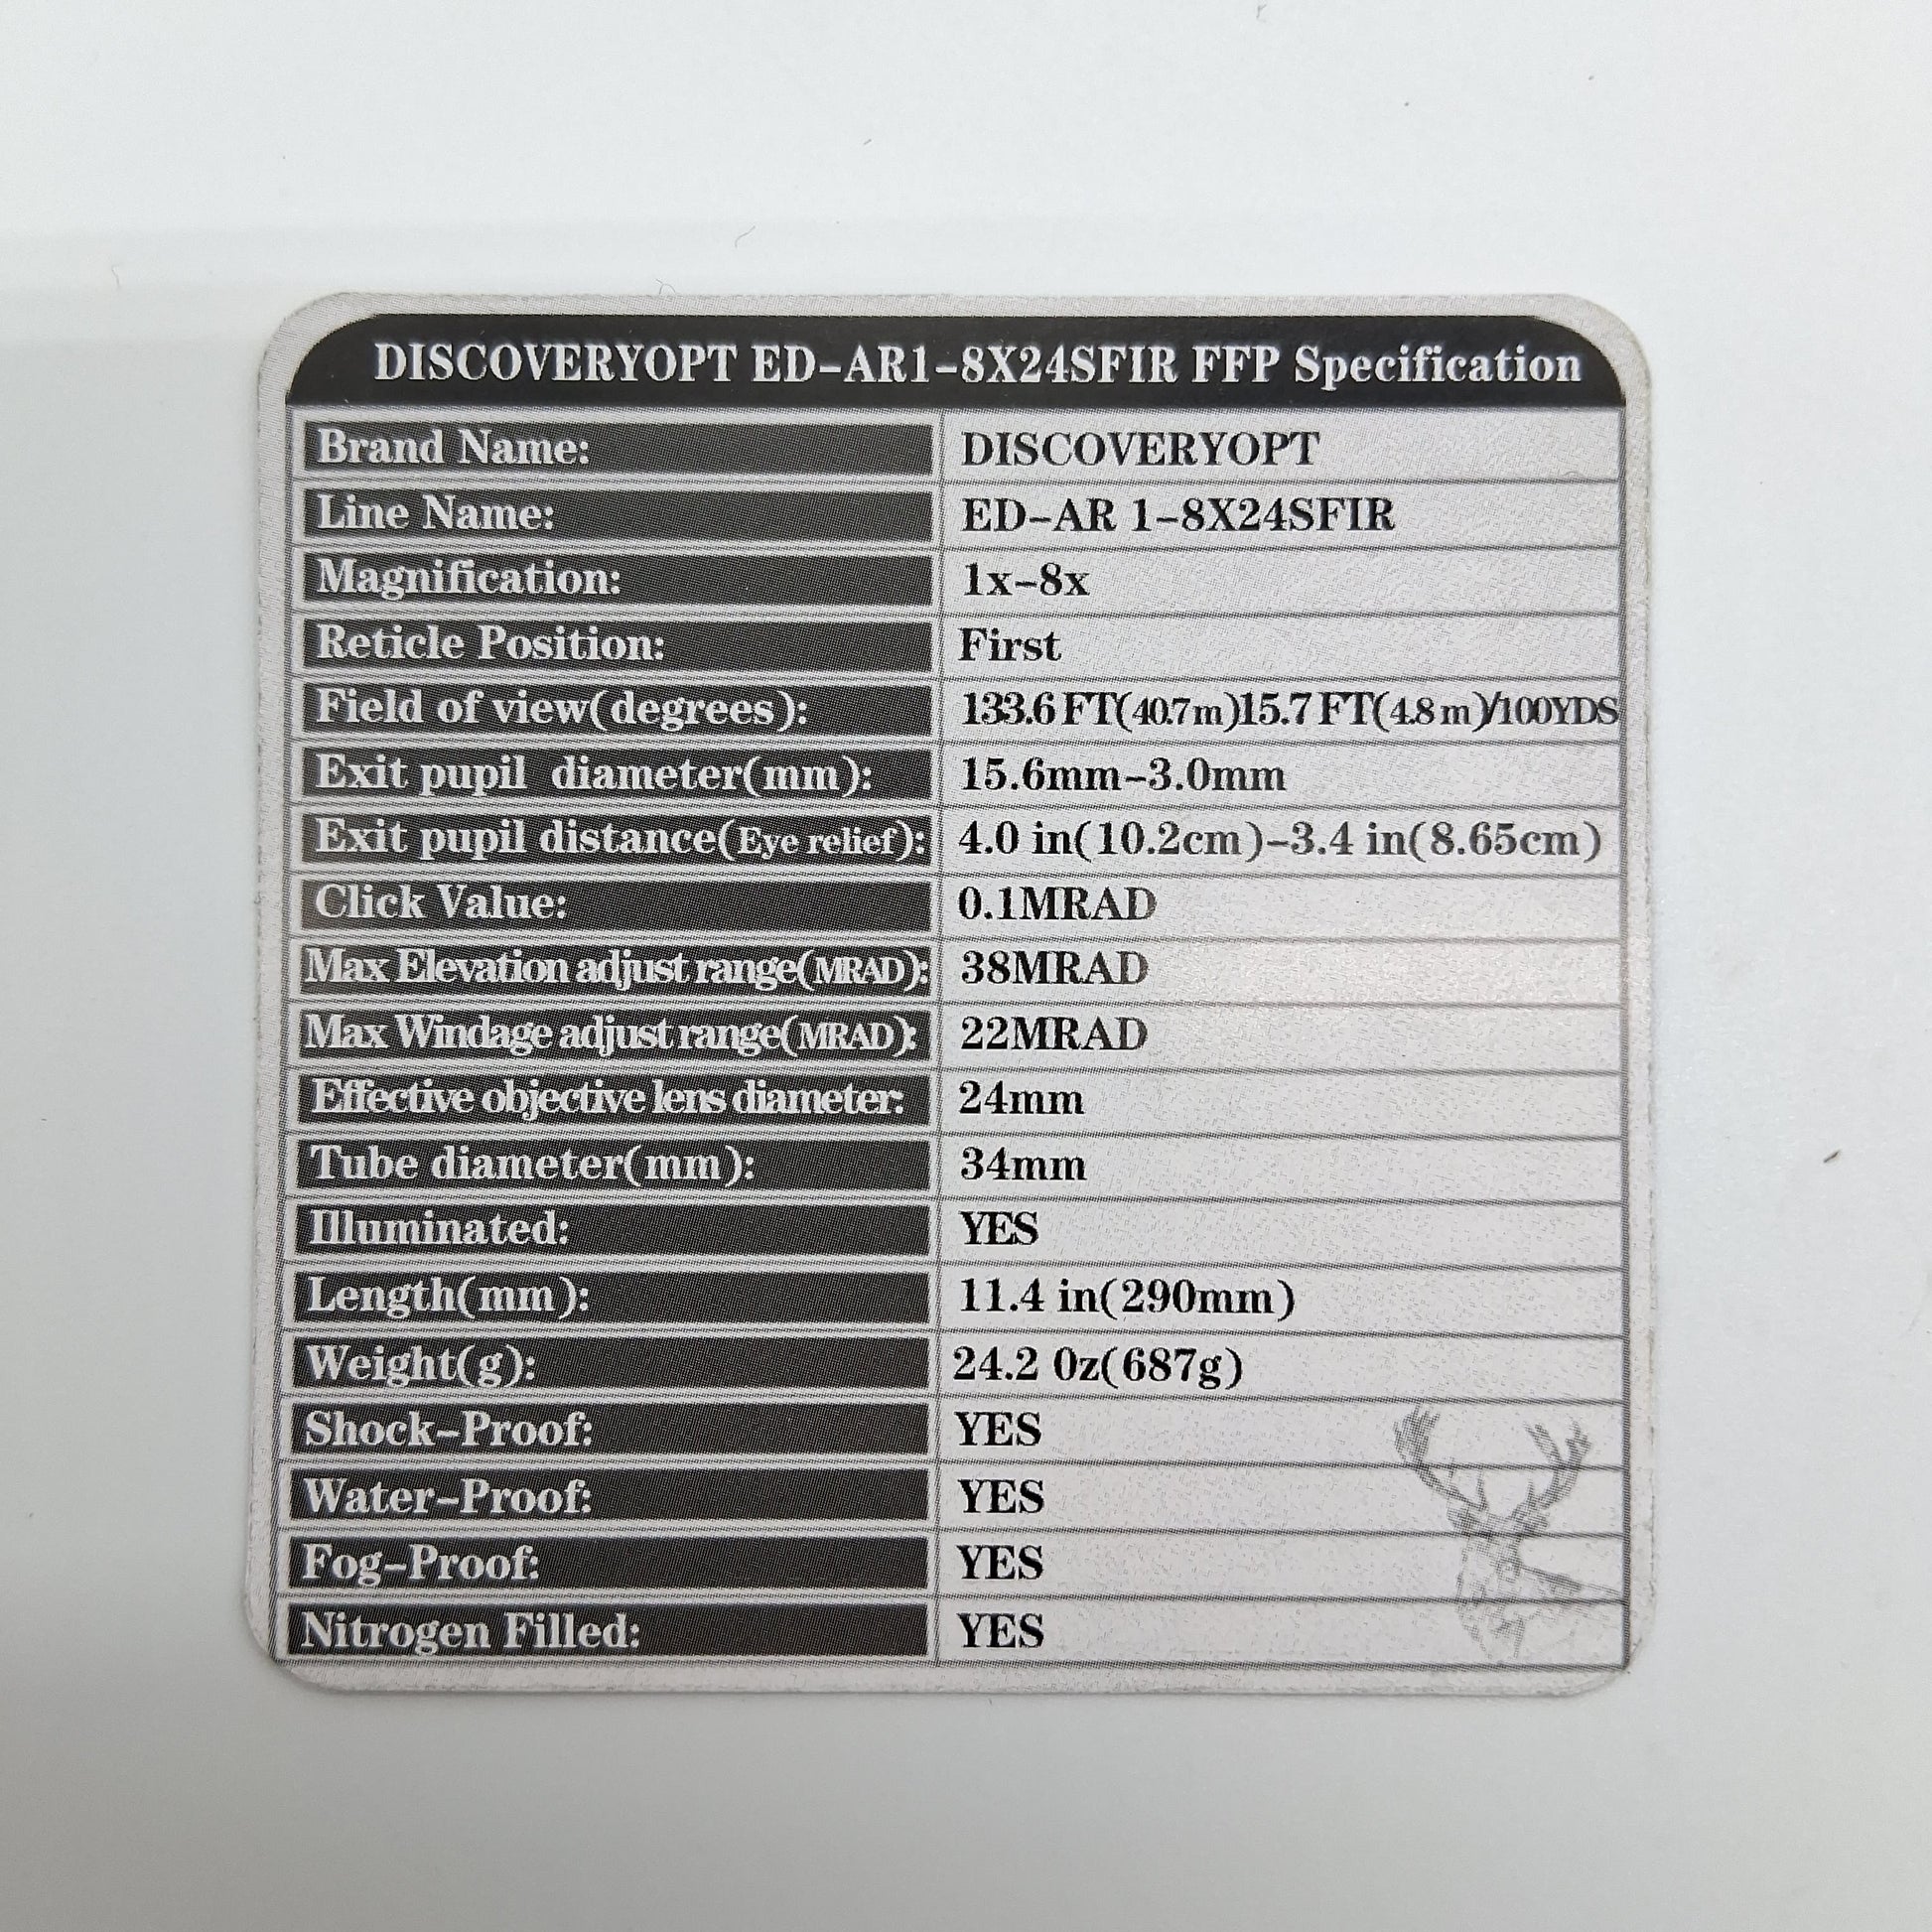 DISCOVERYOPT ED-AR1-8X24SFIR FFP Specification
Brand Name: DISCOVERYOPT
Line Name: ED-AR 1-8X24SFIR
Magnification: 1x-8x
Reticle Position: First
Field of view(degrees): 133.6 FT(40.7m)15.7 FT(4.8 m)/100YDS
Exit pupil diameter(mm): 15.6mm-3.0mm
Exit pupil distance(Eye relief): 4.0 in(10.2cm)-3.4 in(8.65cm)
Click Value: 0.1MRAD
Max Elevation adjust range(MRAD): 38MRAD
Max Windage adjust range(MRAD): 22MRAD
Effective objective lens diameter: 24mm
Tube diameter(mm): 34mm
Illuminated: YES
Length(mm): 11.4 in(290mm)
Weight(g): 24.2 0z(687g)
Shock-Proof: YES
Water-Proof: YES
Fog-Proof: YES
Nitrogen Filled: YES